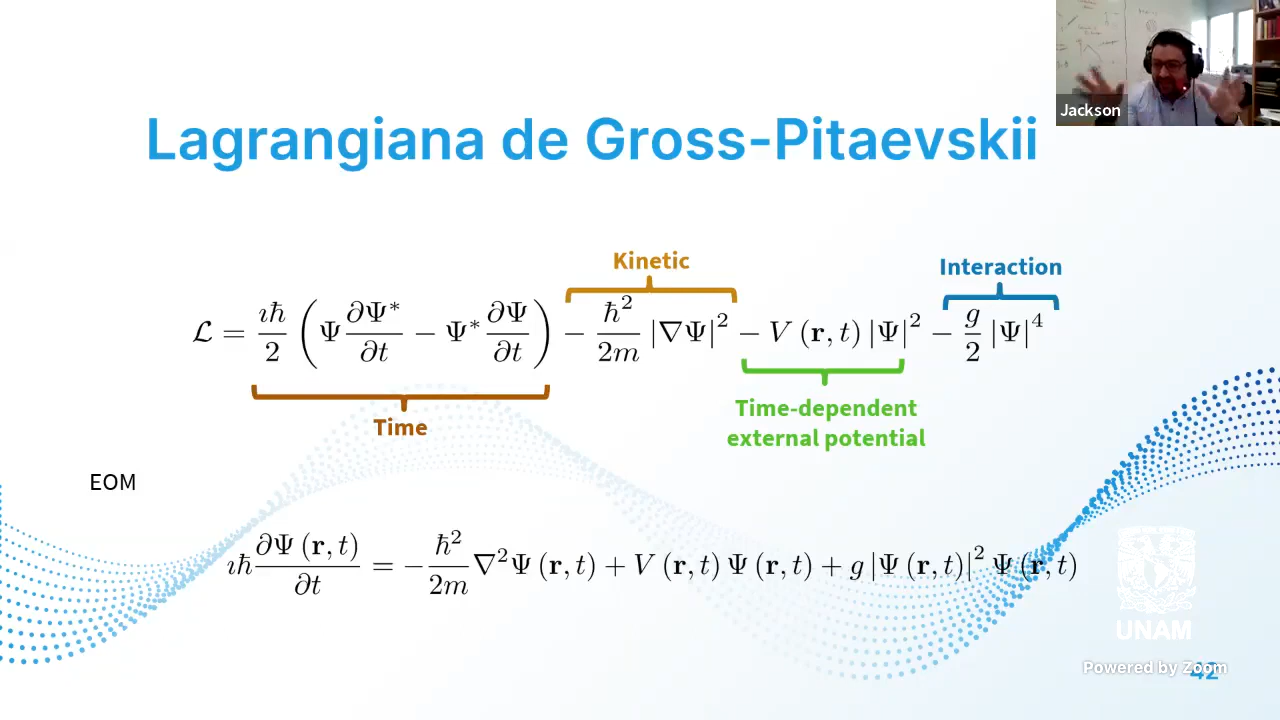 Jackson
Lagrangiana de Gross-Pitaevskii
Kinetic
Interaction
ℒ = ıħ/2 (Ψ ∂Ψ*/∂t − Ψ* ∂Ψ/∂t) − ħ²/2m |∇Ψ|² − V (r, t) |Ψ|² − g/2 |Ψ|⁴
Time
Time-dependent
external potential
EOM
ıħ ∂Ψ (r, t)/∂t = − ħ²/2m ∇²Ψ (r, t) + V (r, t) Ψ (r, t) + g |Ψ (r, t)|² Ψ (r, t)
UNAM
Powered by Zoom
42